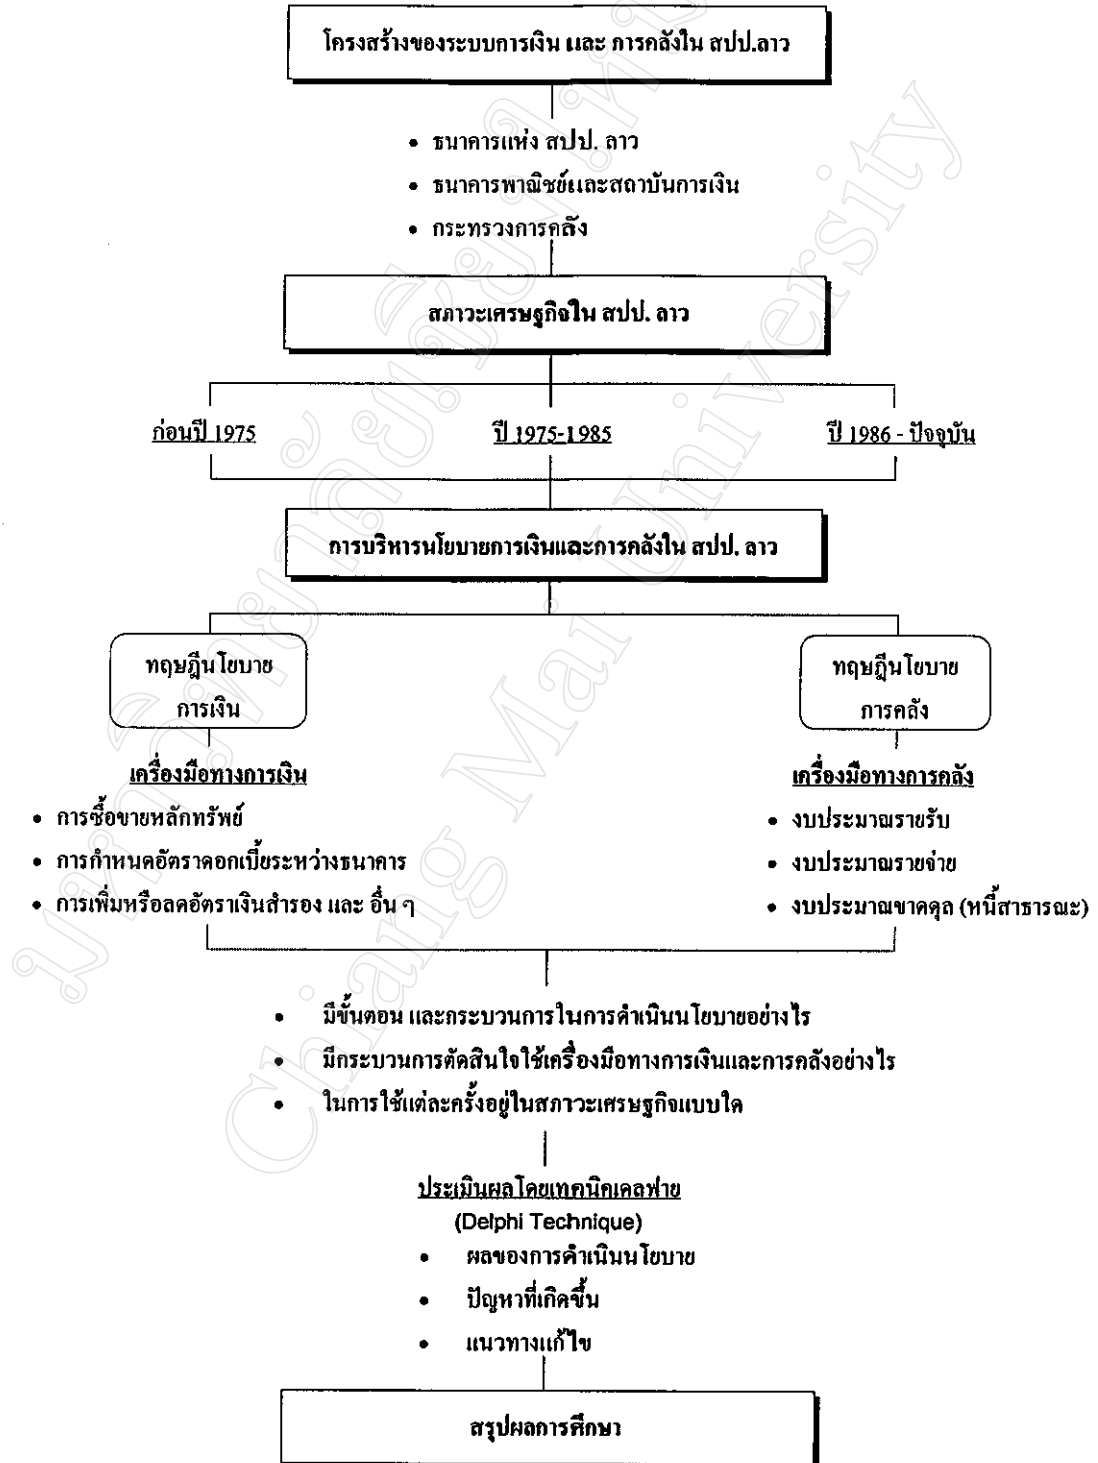 โครงสร้างของระบบการเงิน และ การคลังใน สปป.ลาว
• ธนาคารแห่ง สปป. ลาว
• ธนาคารพาณิชย์และสถาบันการเงิน
• กระทรวงการคลัง
สภาวะเศรษฐกิจใน สปป. ลาว
ก่อนปี 1975
ปี 1975-1985
ปี 1986 - ปัจจุบัน
การบริหารนโยบายการเงินและการคลังใน สปป. ลาว
ทฤษฎีนโยบาย
การเงิน
ทฤษฎีนโยบาย
การคลัง
เครื่องมือทางการเงิน
• การซื้อขายหลักทรัพย์
• การกำหนดอัตราดอกเบี้ยระหว่างธนาคาร
• การเพิ่มหรือลดอัตราเงินสำรอง และ อื่น ๆ
เครื่องมือทางการคลัง
• งบประมาณรายรับ
• งบประมาณรายจ่าย
• งบประมาณขาดดุล (หนี้สาธารณะ)
• มีขั้นตอน และกระบวนการในการดำเนินนโยบายอย่างไร
• มีกระบวนการตัดสินใจใช้เครื่องมือทางการเงินและการคลังอย่างไร
• ในการใช้แต่ละครั้งอยู่ในสภาวะเศรษฐกิจแบบใด
ประเมินผลโดยเทคนิคเดลฟาย
(Delphi Technique)
• ผลของการดำเนินนโยบาย
• ปัญหาที่เกิดขึ้น
• แนวทางแก้ไข
สรุปผลการศึกษา
มหาวิทยาลัยเชียงใหม่
Chiang Mai University